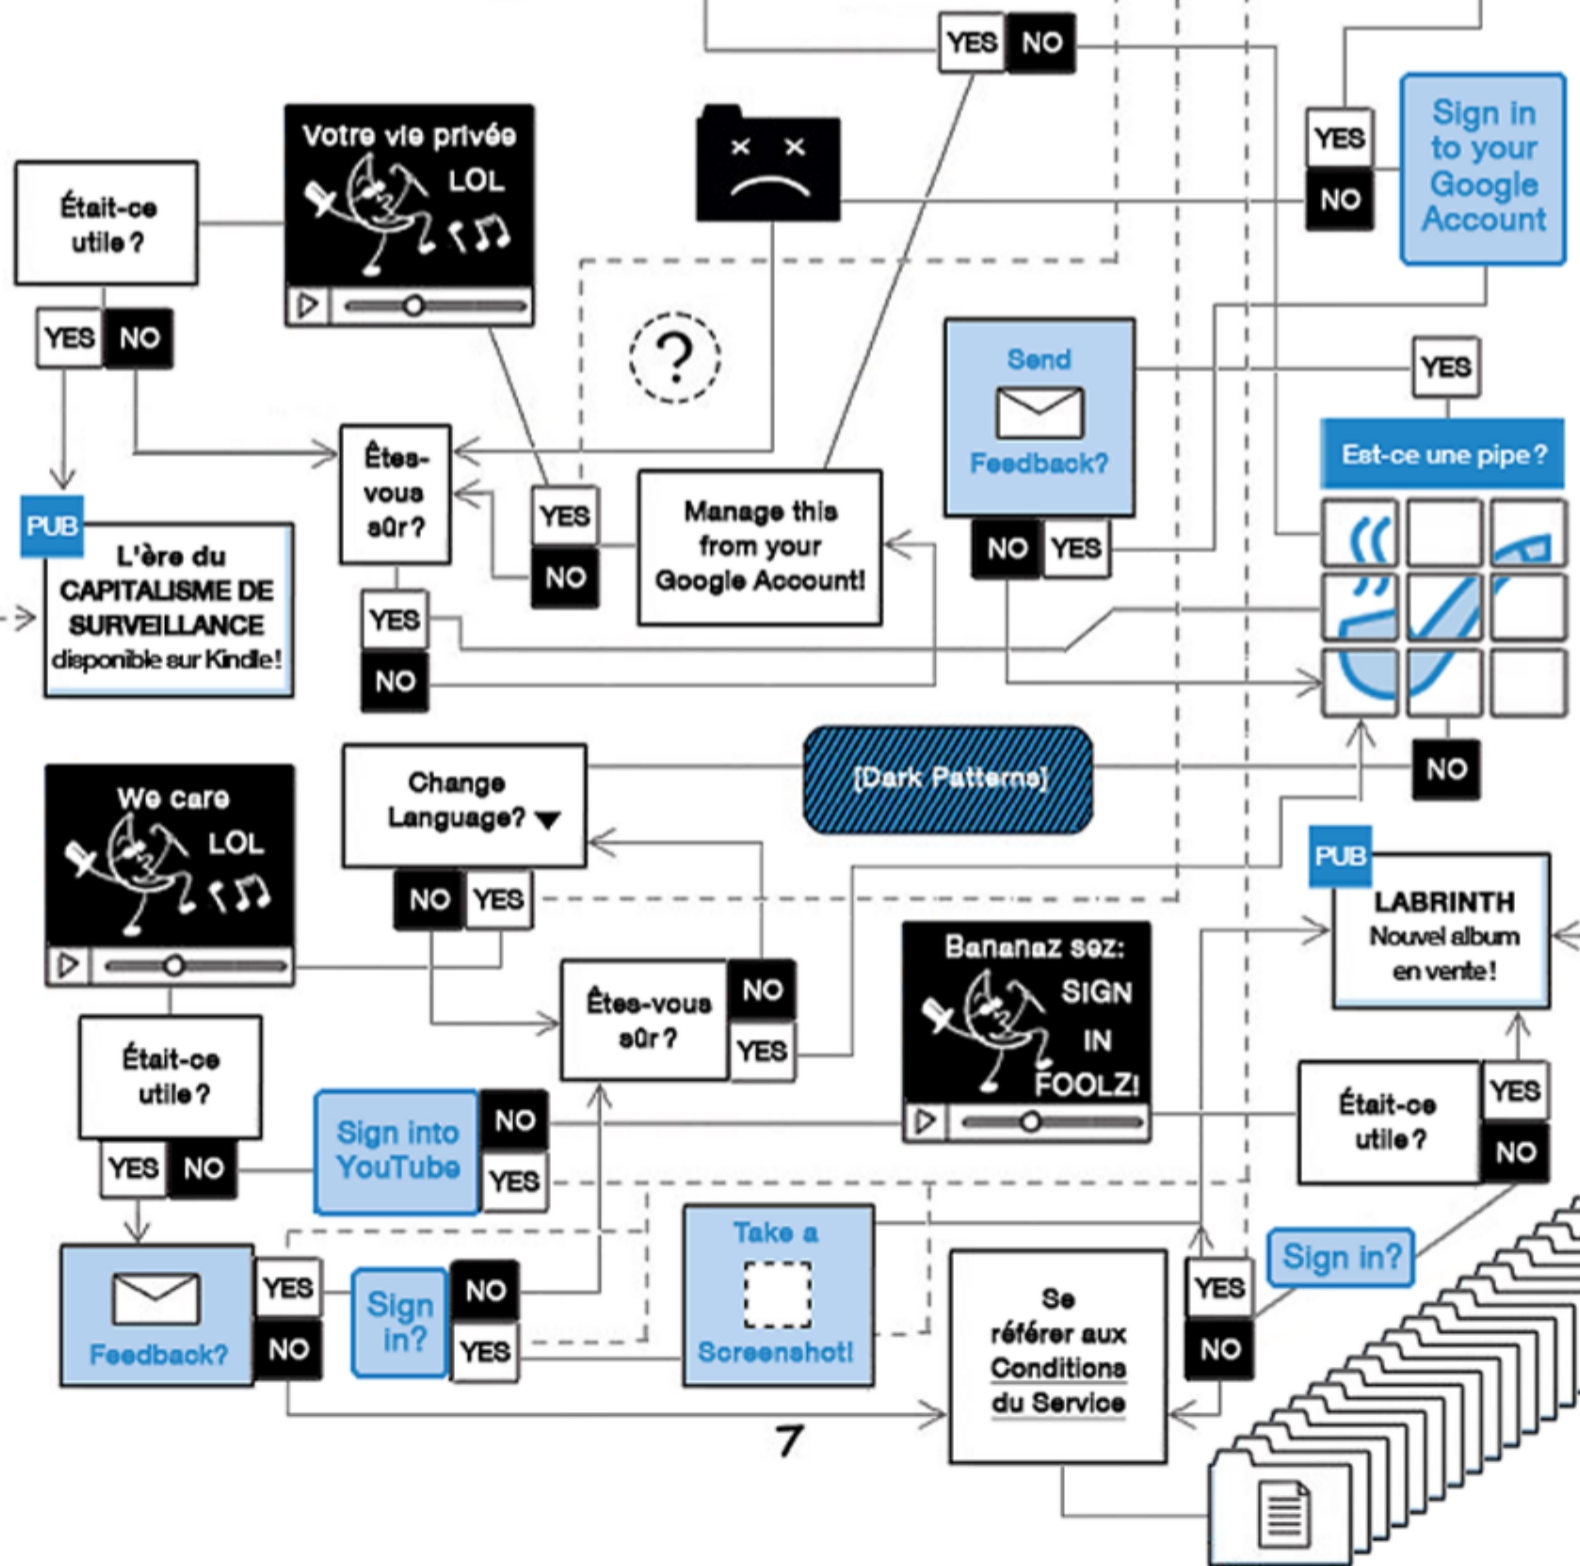 YES NO
Votre vie privée
LOL
Était-ce
utile ?
YES NO
YES
NO
Sign in
to your
Google
Account
?
Send
Feedback?
NO YES
YES
Est-ce une pipe ?
NO
Êtes-
vous
sûr ?
YES
NO
YES
NO
Manage this
from your
Google Account!
PUB
L'ère du
CAPITALISME DE
SURVEILLANCE
disponible sur Kindle !
We care
LOL
Change
Language?
NO YES
[Dark Patterns]
PUB
LABRINTH
Nouvel album
en vente !
Êtes-vous
sûr ?
NO
YES
Bananaz sez:
SIGN
IN
FOOLZ!
Était-ce
utile ?
YES
NO
Était-ce
utile ?
YES NO
Sign into
YouTube
NO
YES
Feedback?
YES
NO
Sign
in?
NO
YES
Take a
Screenshot!
Se
référer aux
Conditions
du Service
YES
NO
Sign in?
7